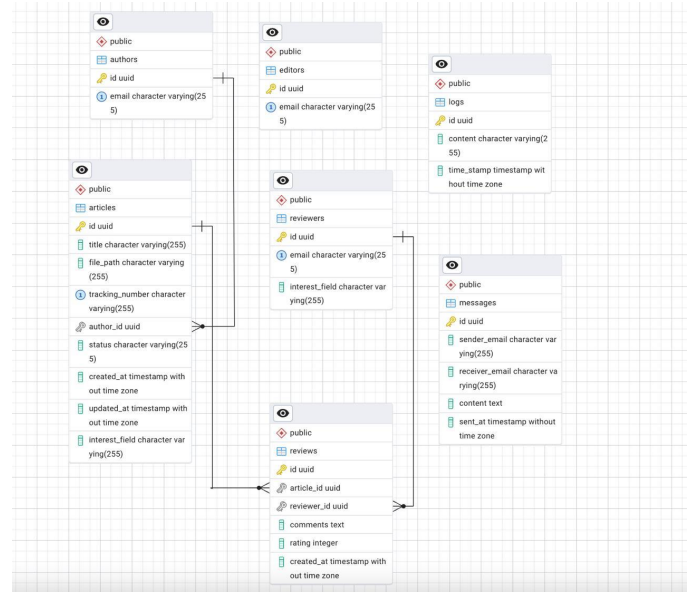 public
authors
id uuid
email character varying(25
5)
public
editors
id uuid
email character varying(25
5)
public
logs
id uuid
content character varying(2
55)
time_stamp timestamp wit
hout time zone
public
articles
id uuid
title character varying(255)
file_path character varying
(255)
tracking_number character
varying(255)
author_id uuid
status character varying(25
5)
created_at timestamp with
out time zone
updated_at timestamp with
out time zone
interest_field character var
ying(255)
public
reviewers
id uuid
email character varying(25
5)
interest_field character var
ying(255)
public
messages
id uuid
sender_email character var
ying(255)
receiver_email character va
rying(255)
content text
sent_at timestamp without
time zone
public
reviews
id uuid
article_id uuid
reviewer_id uuid
comments text
rating integer
created_at timestamp with
out time zone